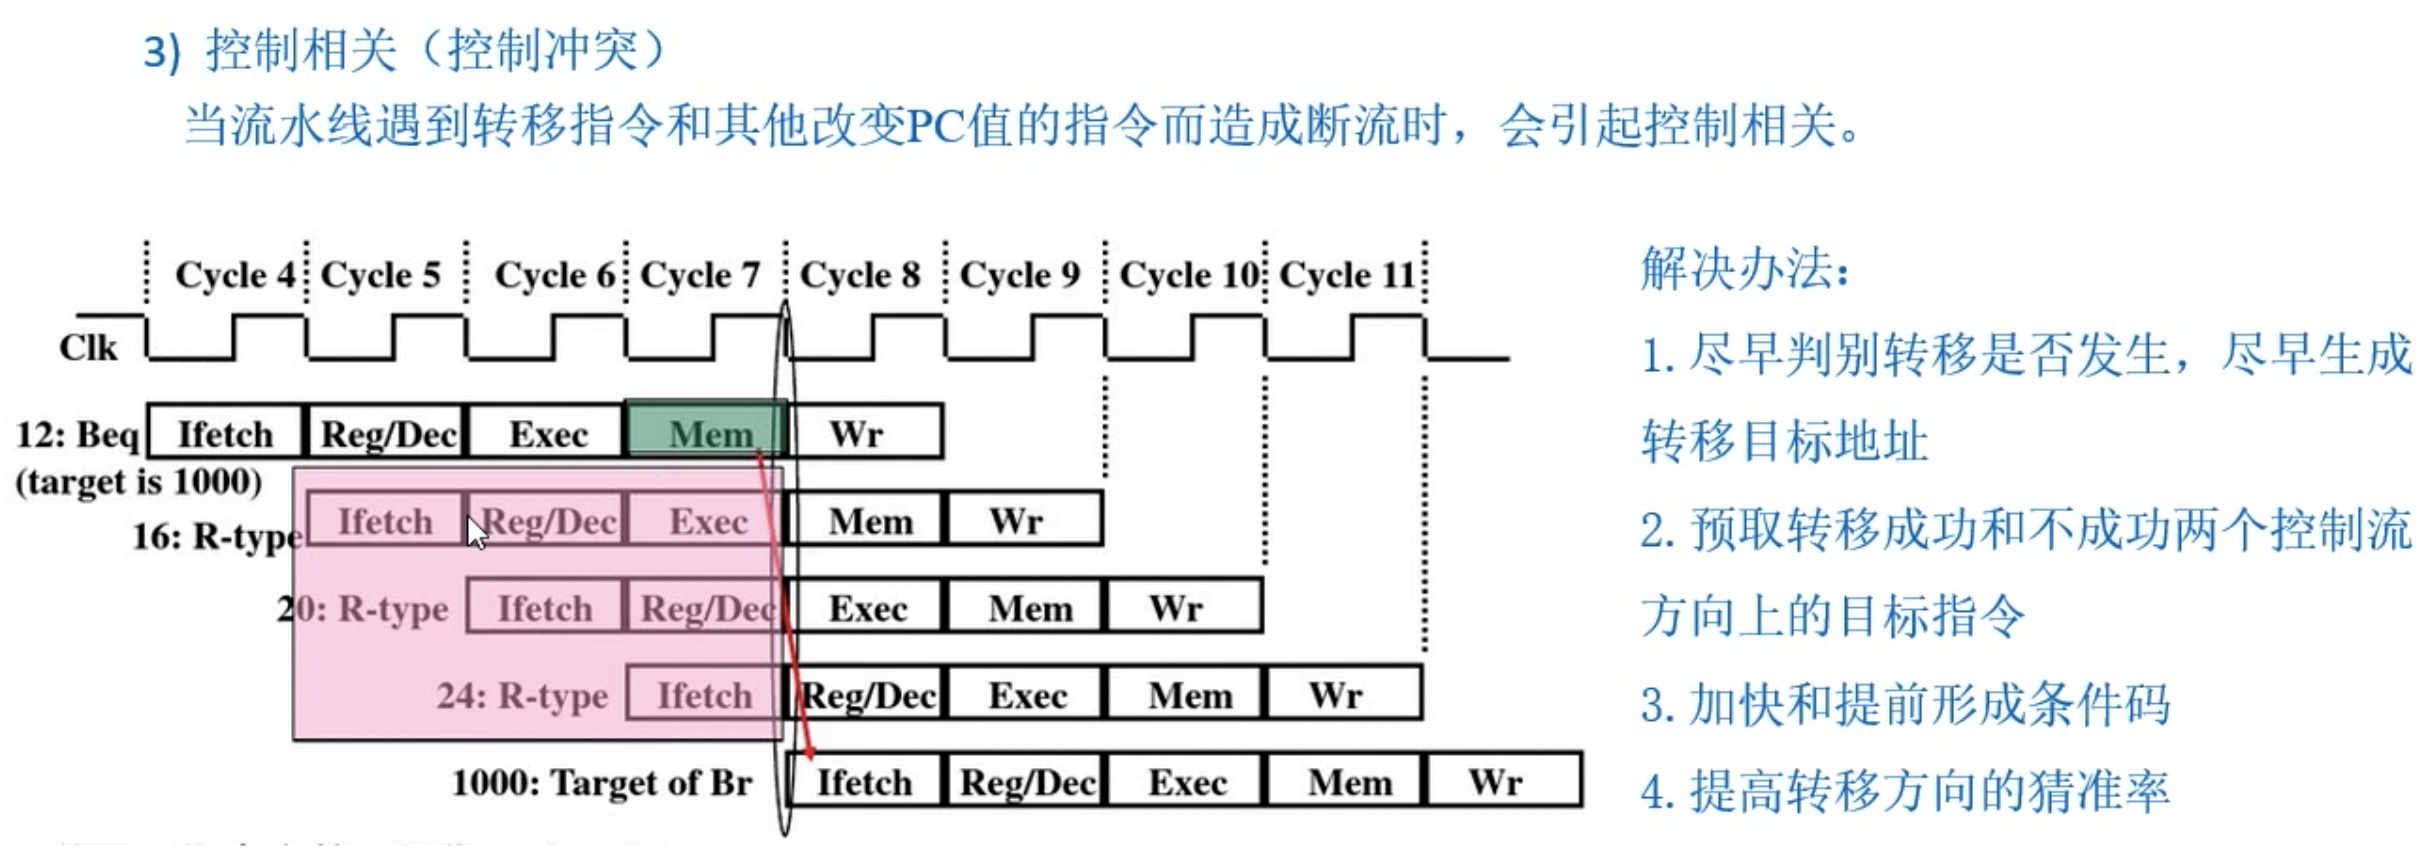 3) 控制相关（控制冲突）
当流水线遇到转移指令和其他改变PC值的指令而造成断流时，会引起控制相关。
Cycle 4 Cycle 5 Cycle 6 Cycle 7 Cycle 8 Cycle 9 Cycle 10 Cycle 11
Clk
12: Beq Ifetch Reg/Dec Exec Mem Wr
(target is 1000)
16: R-type Ifetch Reg/Dec Exec Mem Wr
20: R-type Ifetch Reg/Dec Exec Mem Wr
24: R-type Ifetch Reg/Dec Exec Mem Wr
1000: Target of Br Ifetch Reg/Dec Exec Mem Wr
解决办法：
1. 尽早判别转移是否发生，尽早生成
转移目标地址
2. 预取转移成功和不成功两个控制流
方向上的目标指令
3. 加快和提前形成条件码
4. 提高转移方向的猜准率